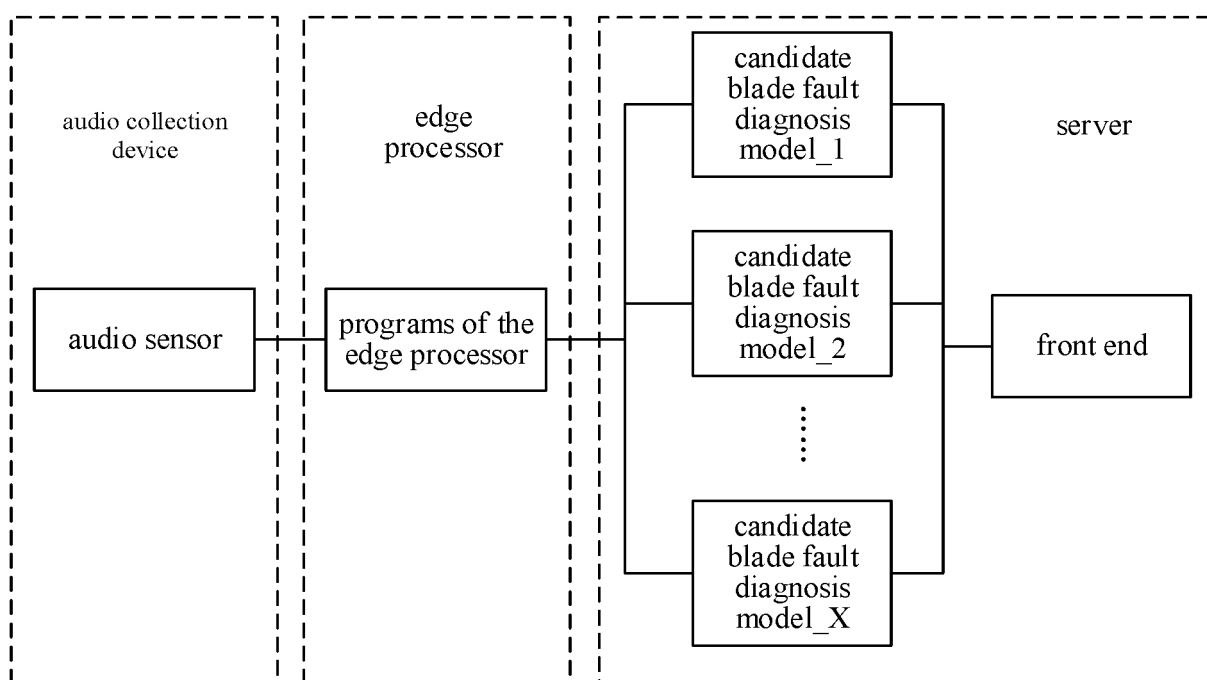 audio collection
device
edge
processor
server
audio sensor
programs of the
edge processor
candidate
blade fault
diagnosis
model_1
candidate
blade fault
diagnosis
model_2
candidate
blade fault
diagnosis
model_X
front end